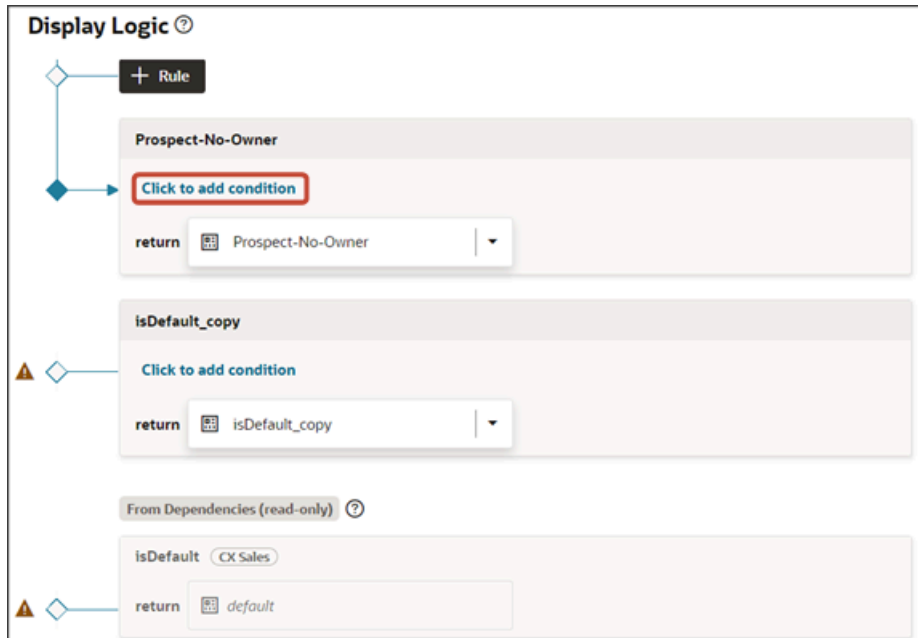 Display Logic ?
+ Rule
Prospect-No-Owner
Click to add condition
return Prospect-No-Owner
isDefault_copy
Click to add condition
return isDefault_copy
From Dependencies (read-only) ?
isDefault CX Sales
return default